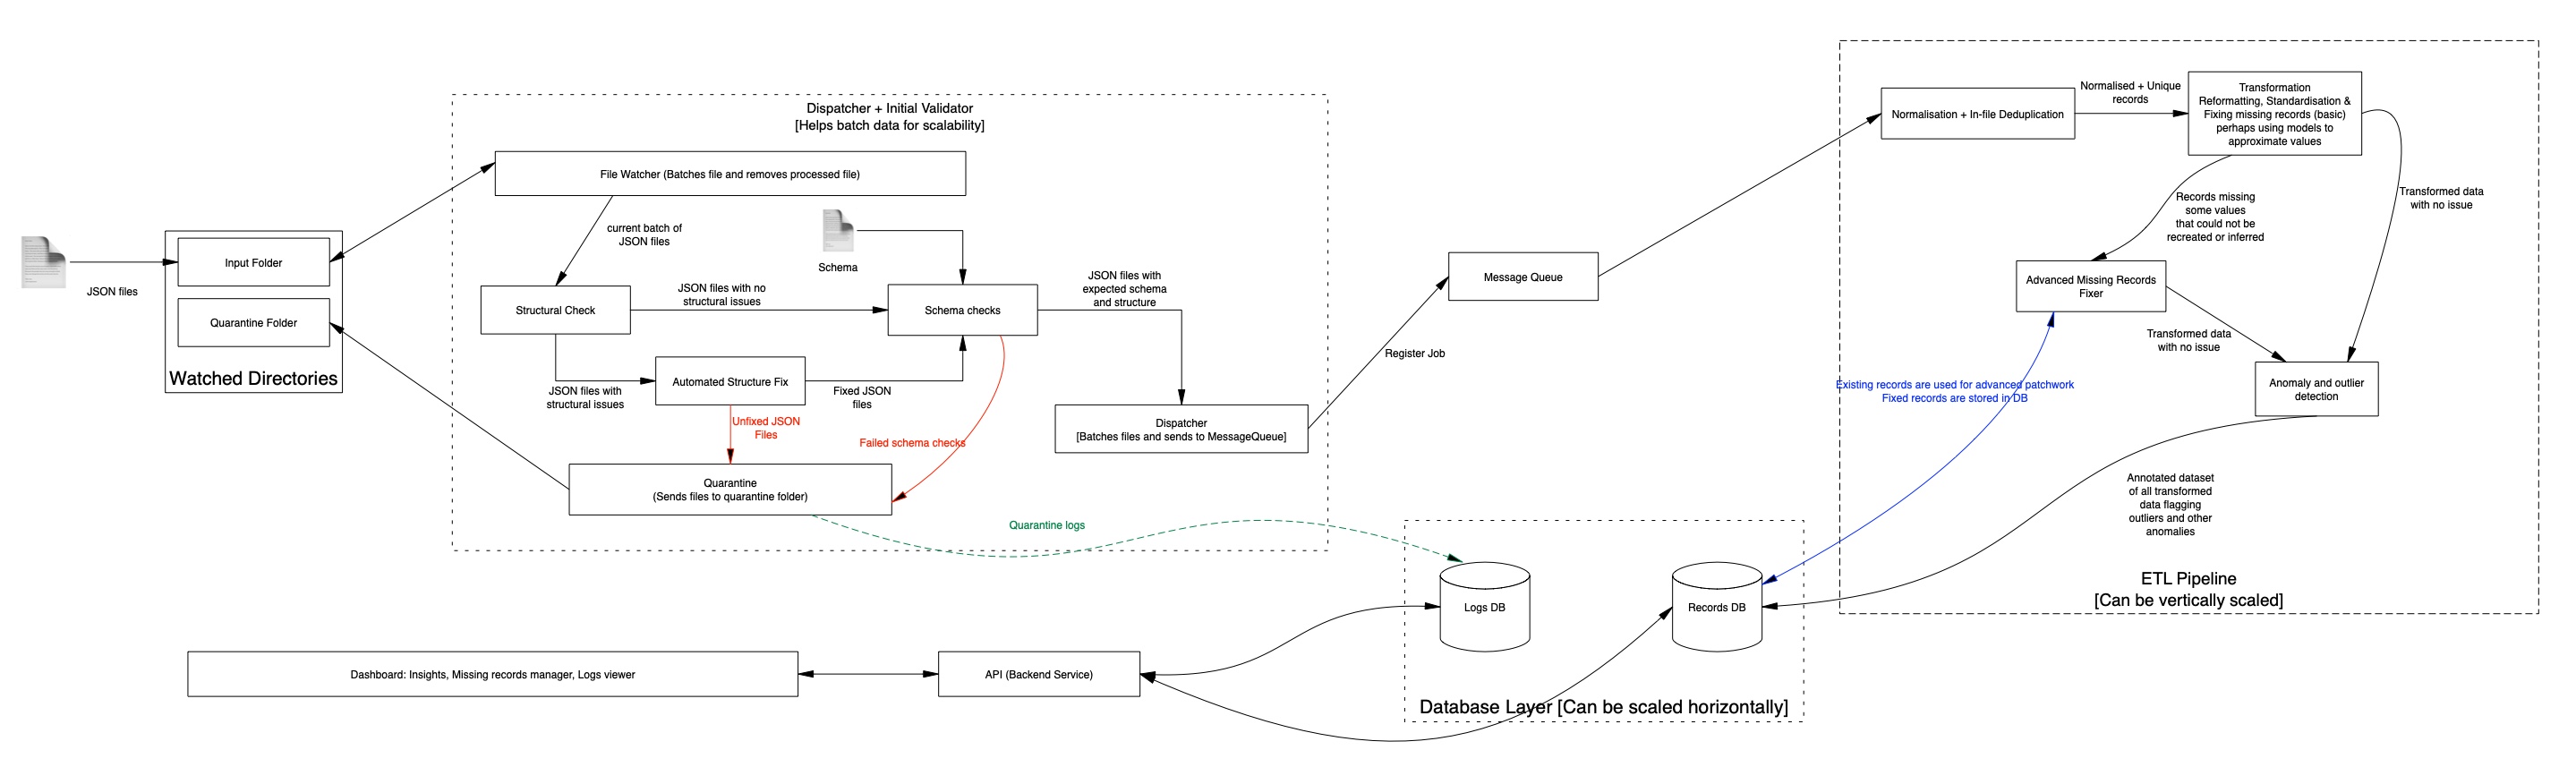 JSON files
Input Folder
Quarantine Folder
Watched Directories
Dispatcher + Initial Validator
[Helps batch data for scalability]
File Watcher (Batches file and removes processed file)
current batch of
JSON files
Schema
Structural Check
JSON files with no
structural issues
Schema checks
JSON files with
expected schema
and structure
JSON files with
structural issues
Automated Structure Fix
Fixed JSON
files
Unfixed JSON
Files
Failed schema checks
Dispatcher
[Batches files and sends to MessageQueue]
Quarantine
(Sends files to quarantine folder)
Quarantine logs
Register Job
Message Queue
Normalisation + In-file Deduplication
Normalised + Unique
records
Transformation
Reformatting, Standardisation &
Fixing missing records (basic)
perhaps using models to
approximate values
Records missing
some values
that could not be
recreated or inferred
Transformed data
with no issue
Advanced Missing Records
Fixer
Transformed data
with no issue
Anomaly and outlier
detection
Existing records are used for advanced patchwork
Fixed records are stored in DB
Annotated dataset
of all transformed
data flagging
outliers and other
anomalies
ETL Pipeline
[Can be vertically scaled]
Logs DB
Records DB
Database Layer [Can be scaled horizontally]
Dashboard: Insights, Missing records manager, Logs viewer
API (Backend Service)